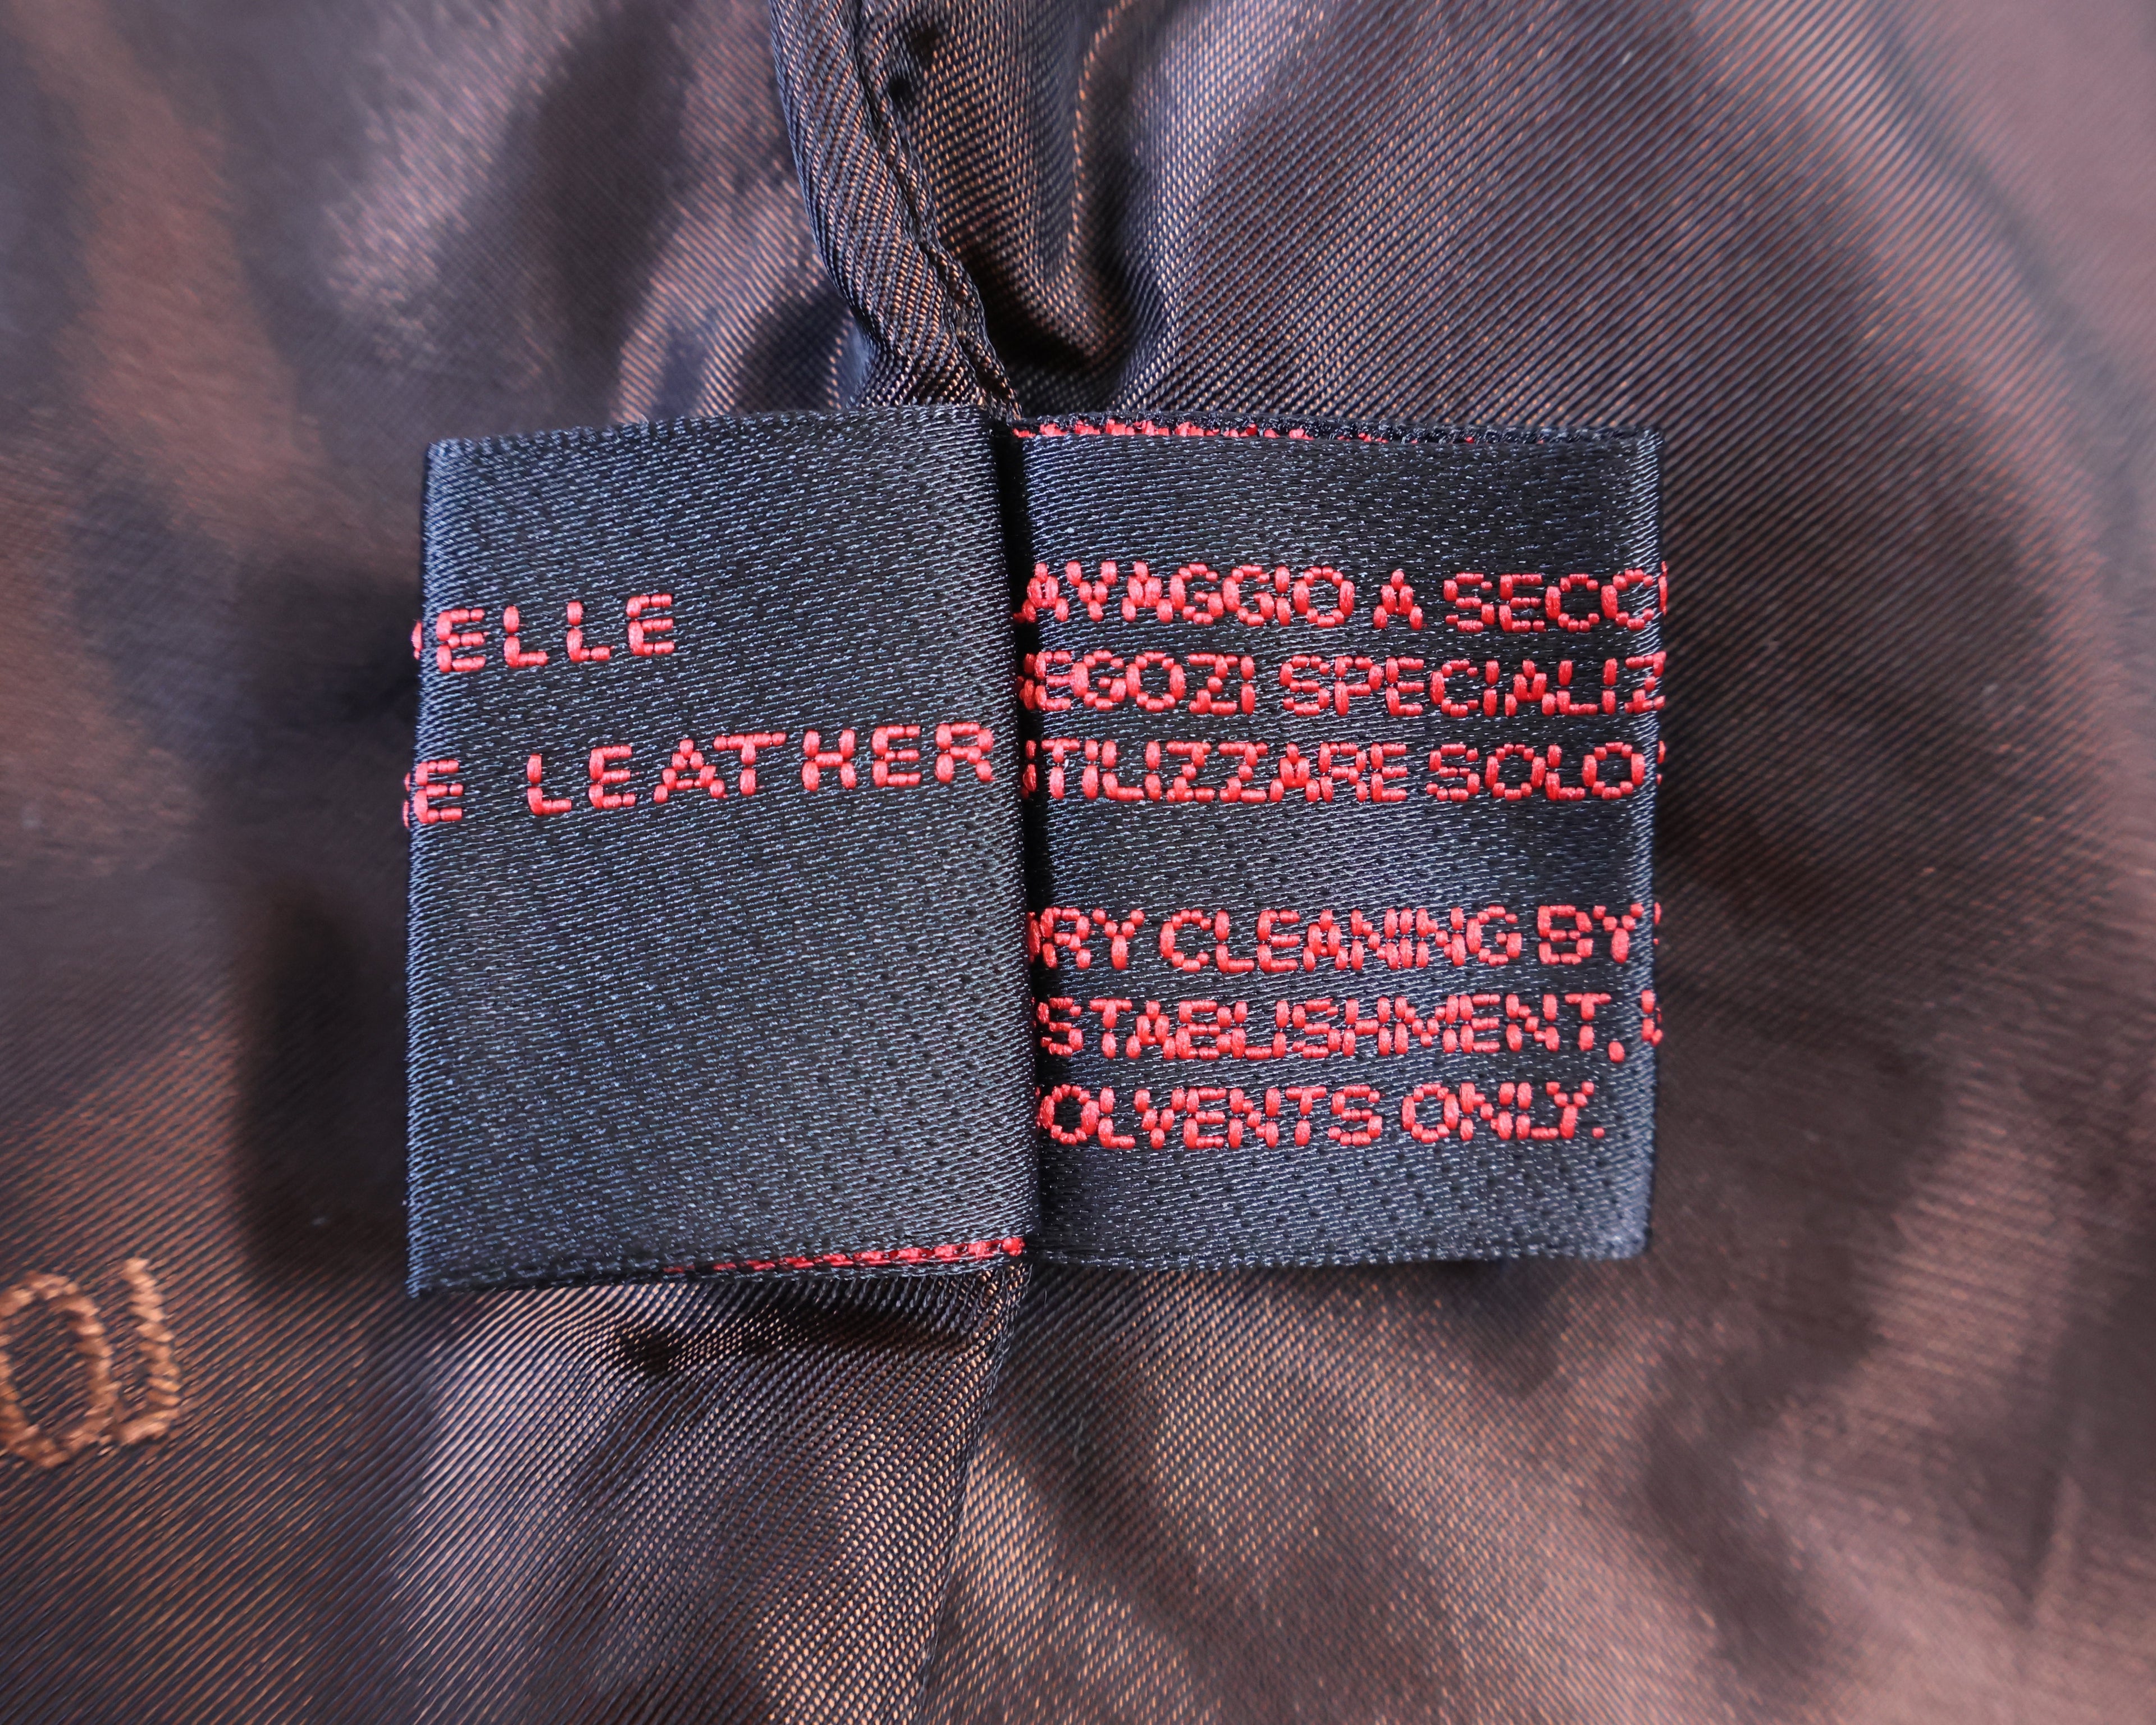 ELLE
E LEATHER
AVAGGIO A SECC
EGOZI SPECIALIZ
TILIZZARE SOLO
RY CLEANING BY
STABLISHMENT,
OLVENTS ONLY.